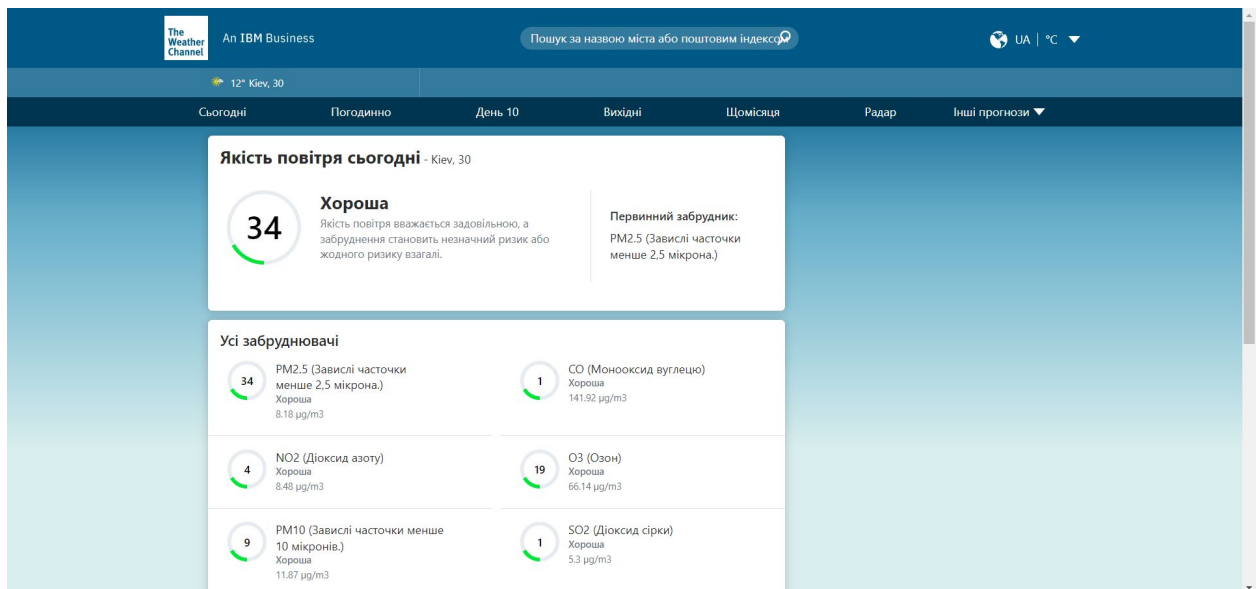 The
Weather
Channel
An IBM Business
Пошук за назвою міста або поштовим індексом
UA | °C
12° Kiev, 30
Сьогодні
Погодинно
День 10
Вихідні
Щомісяця
Радар
Інші прогнози
Якість повітря сьогодні - Kiev, 30
34
Хороша
Якість повітря вважається задовільною, а
забруднення становить незначний ризик або
жодного ризику взагалі.
Первинний забрудник:
PM2.5 (Завислі часточки
менше 2,5 мікрона.)
Усі забруднювачі
34
PM2.5 (Завислі часточки
менше 2,5 мікрона.)
Хороша
8.18 µg/m3
1
CO (Монооксид вуглецю)
Хороша
141.92 µg/m3
4
NO2 (Діоксид азоту)
Хороша
8.48 µg/m3
19
O3 (Озон)
Хороша
66.14 µg/m3
9
PM10 (Завислі часточки менше
10 мікронів.)
Хороша
11.87 µg/m3
1
SO2 (Діоксид сірки)
Хороша
5.3 µg/m3